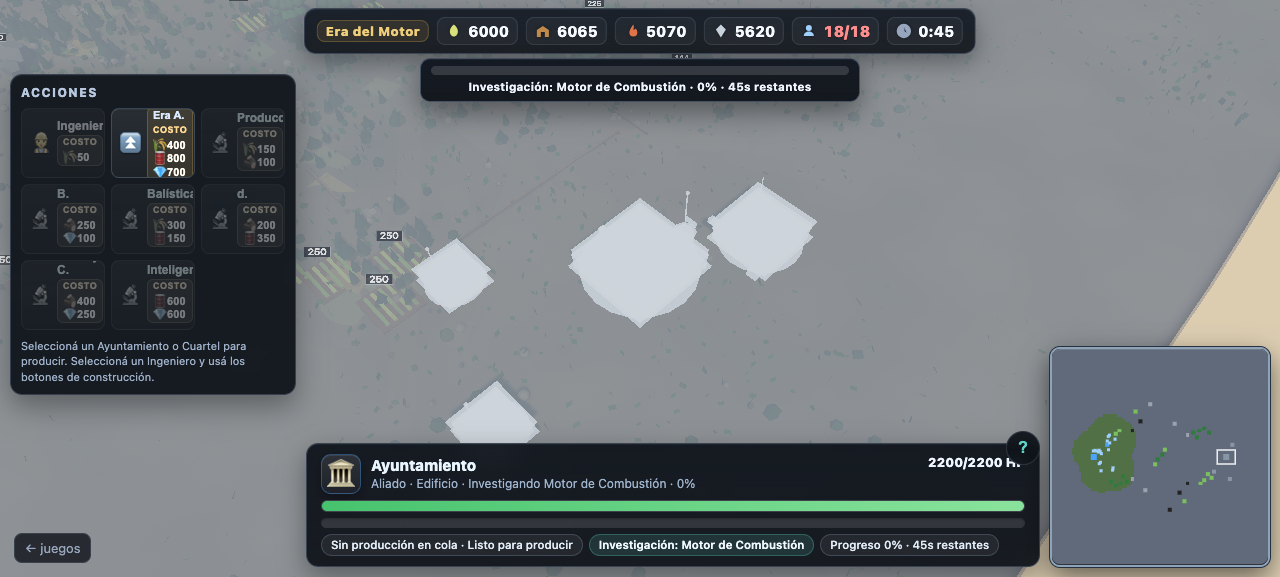 225
Era del Motor
6000
6065
5070
5620
18/18
0:45
Investigación: Motor de Combustión · 0% · 45s restantes
ACCIONES
Ingenier
COSTO
50
Era A.
COSTO
400
800
700
Produc
COSTO
150
100
B.
COSTO
250
100
Balística
COSTO
300
150
d.
COSTO
200
350
C.
COSTO
400
250
Inteliger
COSTO
600
600
Seleccioná un Ayuntamiento o Cuartel para
producir. Seleccioná un Ingeniero y usá los
botones de construcción.
250
250
250
Ayuntamiento
2200/2200
?
Aliado · Edificio · Investigando Motor de Combustión · 0%
Sin producción en cola · Listo para producir
Investigación: Motor de Combustión
Progreso 0% · 45s restantes
← juegos